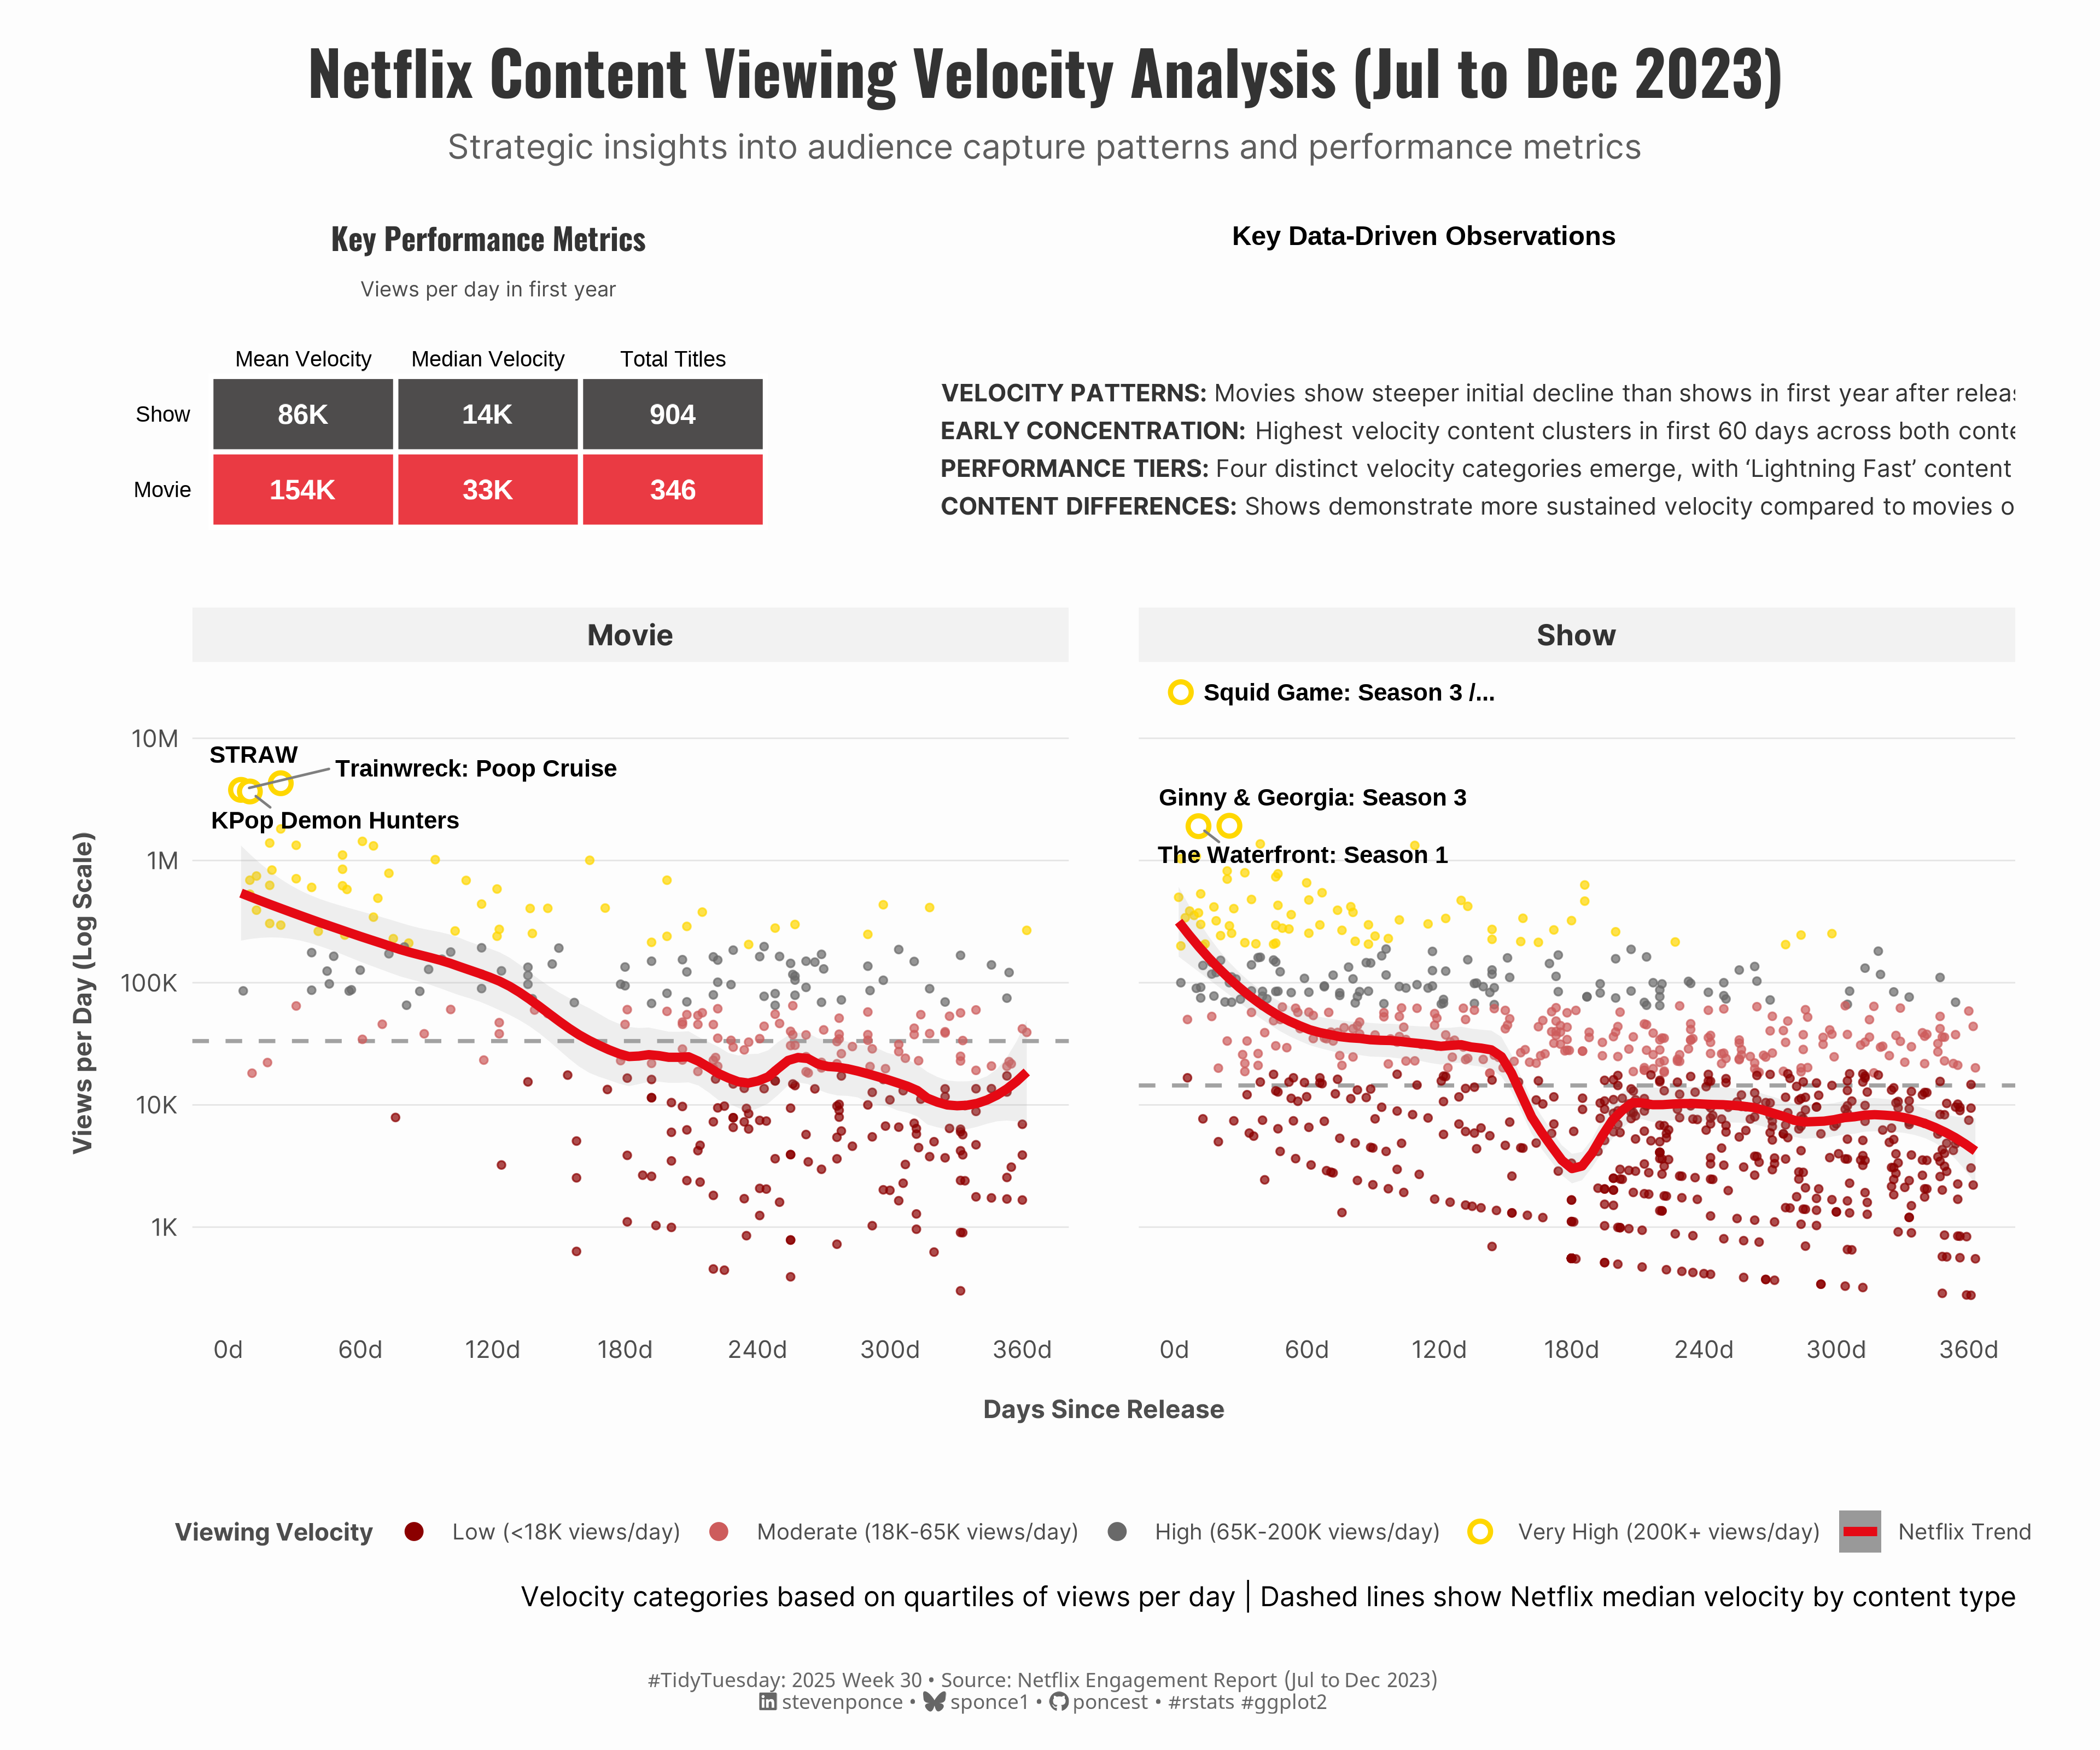 Netflix Content Viewing Velocity Analysis (Jul to Dec 2023)
Strategic insights into audience capture patterns and performance metrics
Key Performance Metrics
Views per day in first year
Mean Velocity Median Velocity Total Titles
Show 86K 14K 904
Movie 154K 33K 346
Key Data-Driven Observations
VELOCITY PATTERNS: Movies show steeper initial decline than shows in first year after
EARLY CONCENTRATION: Highest velocity content clusters in first 60 days across both
PERFORMANCE TIERS: Four distinct velocity categories emerge, with ‘Lightning Fast’ content
CONTENT DIFFERENCES: Shows demonstrate more sustained velocity compared to movies
Movie
Show
Views per Day (Log Scale)
10M
1M
100K
10K
1K
STRAW
Trainwreck: Poop Cruise
KPop Demon Hunters
Squid Game: Season 3 /...
Ginny & Georgia: Season 3
The Waterfront: Season 1
0d 60d 120d 180d 240d 300d 360d
0d 60d 120d 180d 240d 300d 360d
Days Since Release
Viewing Velocity Low (<18K views/day) Moderate (18K-65K views/day) High (65K-200K views/day) Very High (200K+ views/day) Netflix Trend
Velocity categories based on quartiles of views per day | Dashed lines show Netflix median velocity by content type
#TidyTuesday: 2025 Week 30 • Source: Netflix Engagement Report (Jul to Dec 2023)
stevenponce • sponce1 • poncest • #rstats #ggplot2